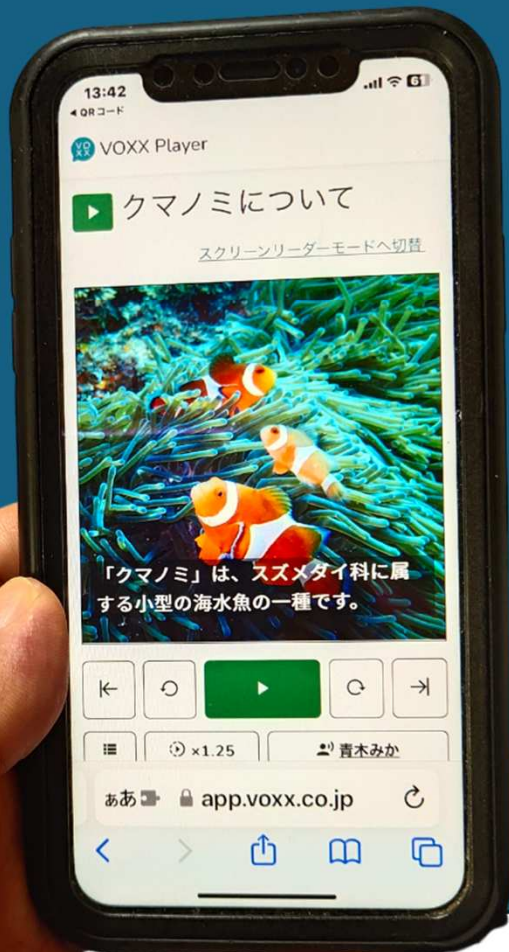 13:42
◀ QRコード
VOXX
VOXX Player
クマノミについて
スクリーンリーダーモードへ切替
「クマノミ」は、スズメダイ科に属
する小型の海水魚の一種です。
×1.25
青木みか
ぁあ
app.voxx.co.jp